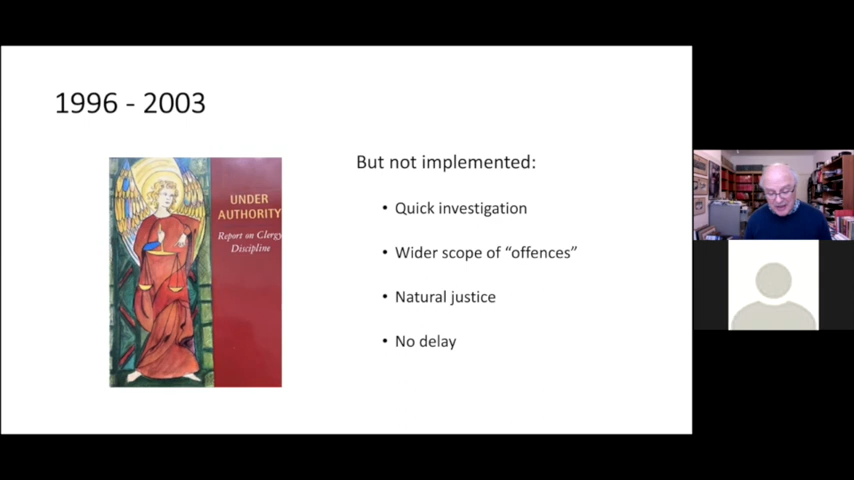 1996 - 2003
UNDER
AUTHORITY
Report on Clergy
Discipline
But not implemented:
• Quick investigation
• Wider scope of “offences”
• Natural justice
• No delay